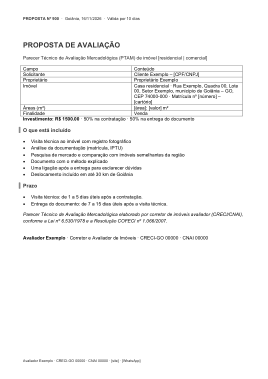 PROPOSTA Nº 000 · Goiânia, 16/11/2025 · Válida por 15 dias
PROPOSTA DE AVALIAÇÃO
Parecer Técnico de Avaliação Mercadológica (PTAM) do imóvel [residencial | comercial]
Campo Conteúdo
Solicitante Cliente Exemplo – [CPF/CNPJ]
Proprietário Proprietário Exemplo
Imóvel Casa residencial · Rua Exemplo, Quadra 00, Lote
00, Setor Exemplo, município de Goiânia – GO,
CEP 74000-000 · Matrícula nº [número] –
[cartório]
Áreas (m²) [área]: [valor] m²
Finalidade Venda
Investimento: R$ 1500,00 · 50% na contratação · 50% na entrega do documento
O que está incluído
• Visita técnica ao imóvel com registro fotográfico
• Análise da documentação (matrícula, IPTU)
• Pesquisa de mercado e comparação com imóveis semelhantes da região
• Documento com o método explicado
• Uma ligação após a entrega para esclarecer dúvidas
• Deslocamento incluído em até 30 km de Goiânia
Prazo
• Visita técnica: de 1 a 5 dias úteis após a contratação.
• Entrega do documento: de 7 a 15 dias úteis após a visita técnica.
Parecer Técnico de Avaliação Mercadológica elaborado por corretor de imóveis avaliador (CRECI/CNAI),
conforme a Lei nº 6.530/1978 e a Resolução COFECI nº 1.066/2007.
Avaliador Exemplo · Corretor e Avaliador de Imóveis · CRECI-GO 00000 · CNAI 00000
Avaliador Exemplo · CRECI-GO 00000 · CNAI 00000 · [site] · [WhatsApp]